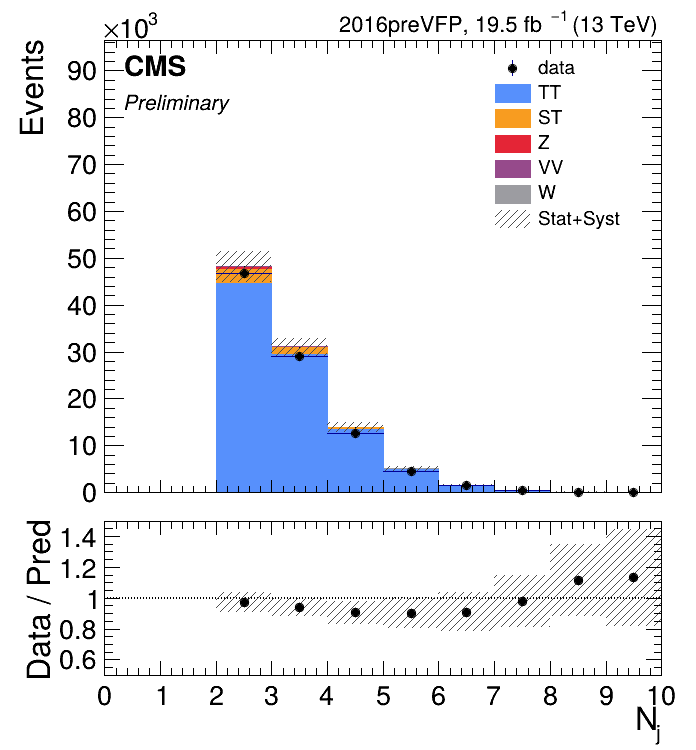 ×10³ 2016preVFP, 19.5 fb ⁻¹ (13 TeV)
Events
CMS
Preliminary
data
TT
ST
Z
VV
W
Stat+Syst
90
80
70
60
50
40
30
20
10
0
Data / Pred
1.4
1.2
1
0.8
0.6
0 1 2 3 4 5 6 7 8 9 10
Nⱼ